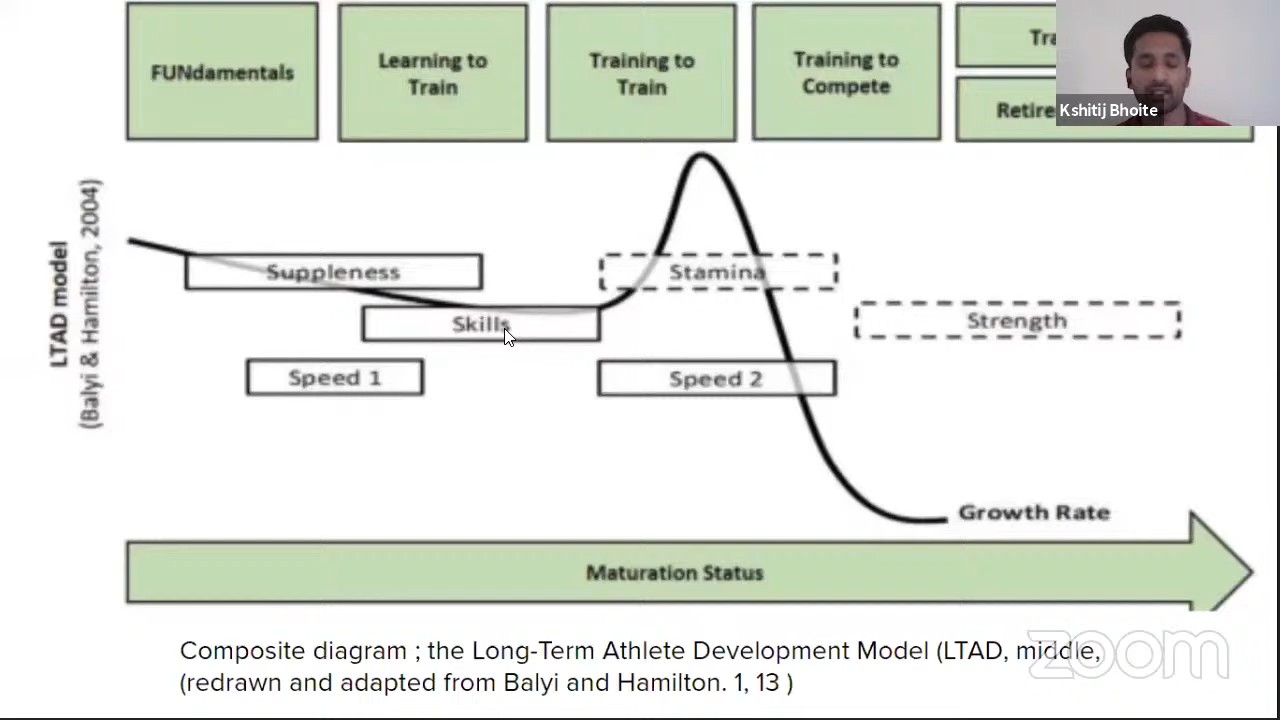 FUNdamentals
Learning to
Train
Training to
Train
Training to
Compete
Kshitij Bhoite
LTAD model
(Balyi & Hamilton, 2004)
Suppleness
Stamina
Skills
Strength
Speed 1
Speed 2
Growth Rate
Maturation Status
Composite diagram ; the Long-Term Athlete Development Model (LTAD, middle,
(redrawn and adapted from Balyi and Hamilton. 1, 13 )
zoom